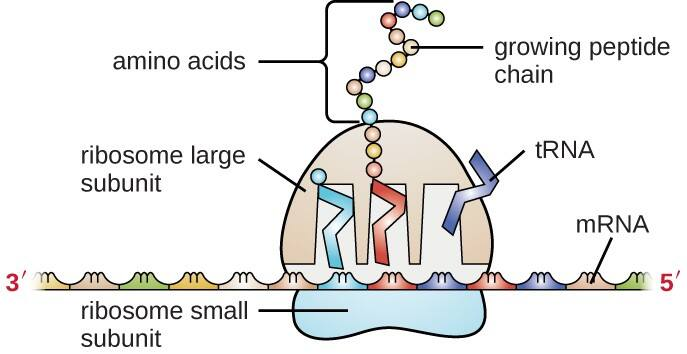 amino acids
growing peptide
chain
ribosome large
subunit
tRNA
mRNA
3′
5′
ribosome small
subunit